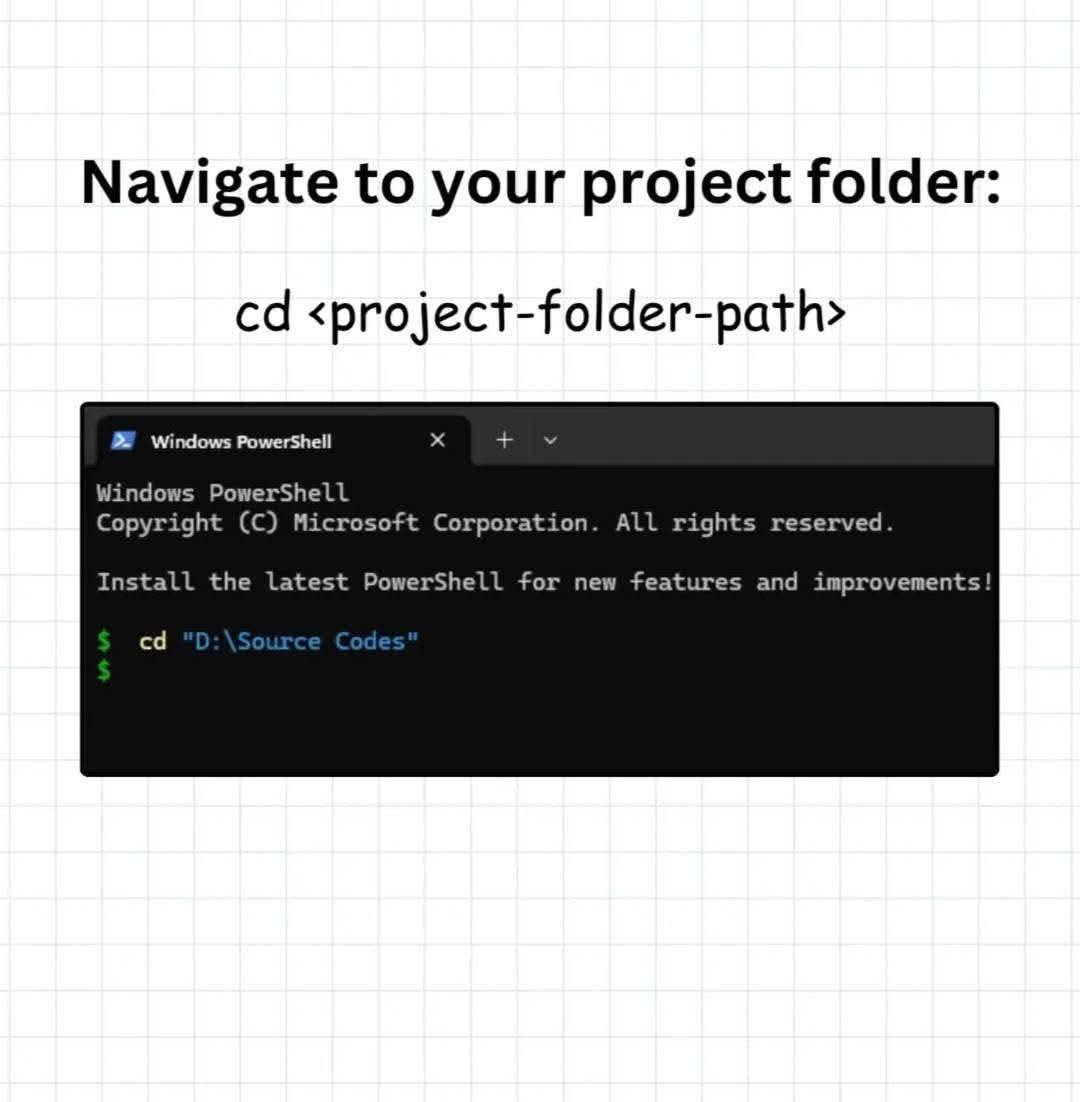 Navigate to your project folder:
cd <project-folder-path>
Windows PowerShell
Windows PowerShell
Copyright (C) Microsoft Corporation. All rights reserved.
Install the latest PowerShell for new features and improvements!
$ cd "D:\Source Codes"
$